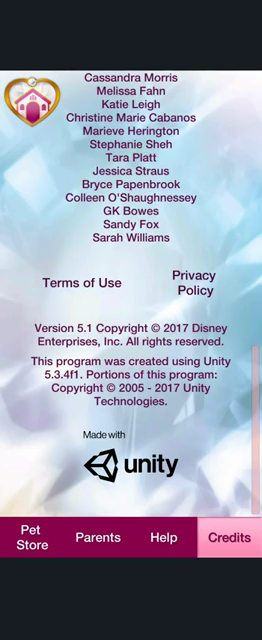 Cassandra Morris
Melissa Fahn
Katie Leigh
Christine Marie Cabanos
Marieve Herington
Stephanie Sheh
Tara Platt
Jessica Straus
Bryce Papenbrook
Colleen O'Shaughnessey
GK Bowes
Sandy Fox
Sarah Williams
Terms of Use
Privacy
Policy
Version 5.1 Copyright © 2017 Disney
Enterprises, Inc. All rights reserved.
This program was created using Unity
5.3.4f1. Portions of this program:
Copyright © 2005 - 2017 Unity
Technologies.
Made with
unity
Pet
Store
Parents
Help
Credits